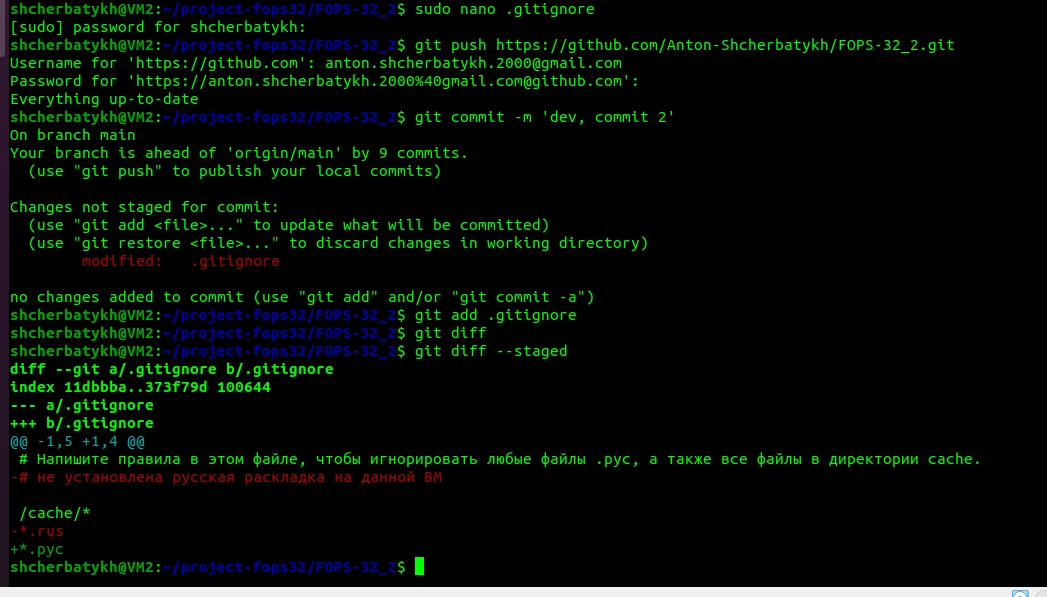 shcherbatykh@VM2:~/project-fops32/FOPS-32_2$ sudo nano .gitignore
[sudo] password for shcherbatykh:
shcherbatykh@VM2:~/project-fops32/FOPS-32_2$ git push https://github.com/Anton-Shcherbatykh/FOPS-32_2.git
Username for 'https://github.com': anton.shcherbatykh.2000@gmail.com
Password for 'https://anton.shcherbatykh.2000%40gmail.com@github.com':
Everything up-to-date
shcherbatykh@VM2:~/project-fops32/FOPS-32_2$ git commit -m 'dev, commit 2'
On branch main
Your branch is ahead of 'origin/main' by 9 commits.
  (use "git push" to publish your local commits)

Changes not staged for commit:
  (use "git add <file>..." to update what will be committed)
  (use "git restore <file>..." to discard changes in working directory)
        modified:   .gitignore

no changes added to commit (use "git add" and/or "git commit -a")
shcherbatykh@VM2:~/project-fops32/FOPS-32_2$ git add .gitignore
shcherbatykh@VM2:~/project-fops32/FOPS-32_2$ git diff
shcherbatykh@VM2:~/project-fops32/FOPS-32_2$ git diff --staged
diff --git a/.gitignore b/.gitignore
index 11dbbba..373f79d 100644
--- a/.gitignore
+++ b/.gitignore
@@ -1,5 +1,4 @@
 # Напишите правила в этом файле, чтобы игнорировать любые файлы .рус, а также все файлы в директории cache.
-# не установлена русская раскладка на данной ВМ

 /cache/*
-*.rus
+*.рус
shcherbatykh@VM2:~/project-fops32/FOPS-32_2$